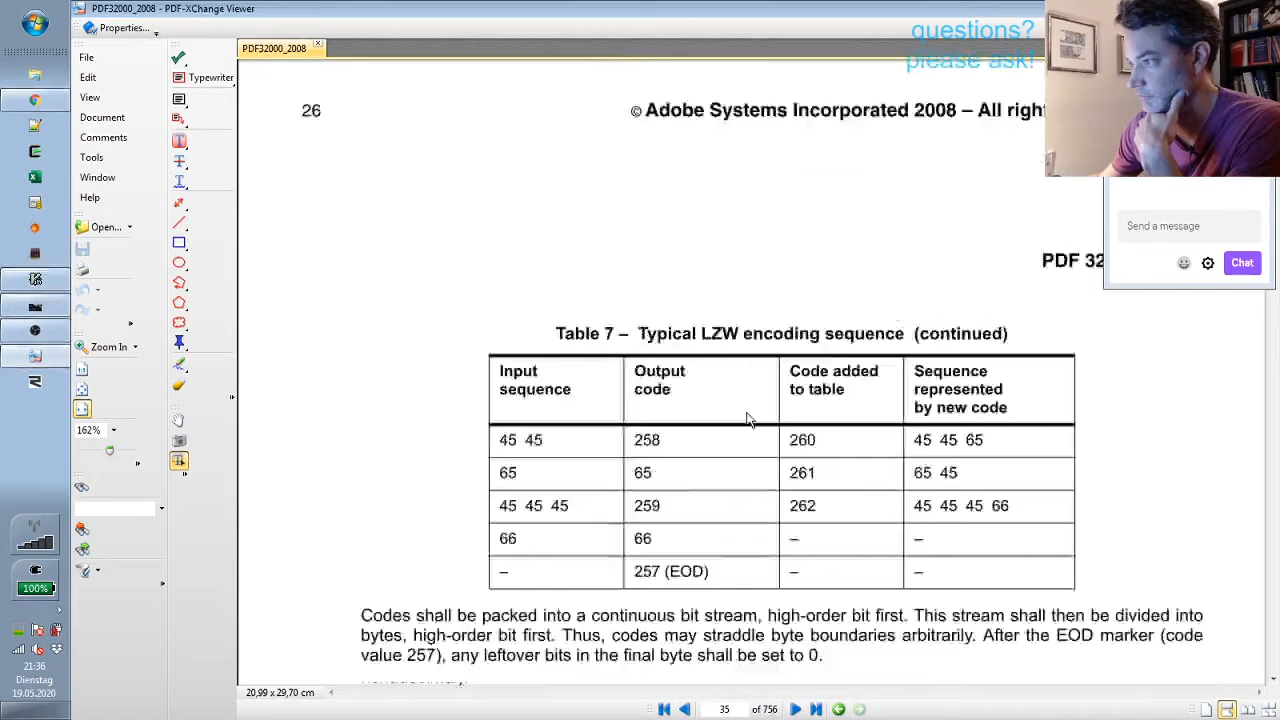 PDF32000_2008 - PDF-XChange Viewer
Properties...
questions?
please ask!
PDF32000_2008
File
Edit
View
Document
Comments
Tools
Window
Help
Open...
Zoom In
162%
Typewriter
26
© Adobe Systems Incorporated 2008 – All righ
PDF 32
Send a message
Chat
Table 7 – Typical LZW encoding sequence (continued)
Input sequence Output code Code added to table Sequence represented by new code
45 45 258 260 45 45 65
65 65 261 65 45
45 45 45 259 262 45 45 45 66
66 66 – –
– 257 (EOD) – –
Codes shall be packed into a continuous bit stream, high-order bit first. This stream shall then be divided into
bytes, high-order bit first. Thus, codes may straddle byte boundaries arbitrarily. After the EOD marker (code
value 257), any leftover bits in the final byte shall be set to 0.
20,99 x 29,70 cm
35 of 756
100%
21:36
Dienstag
19.05.2020